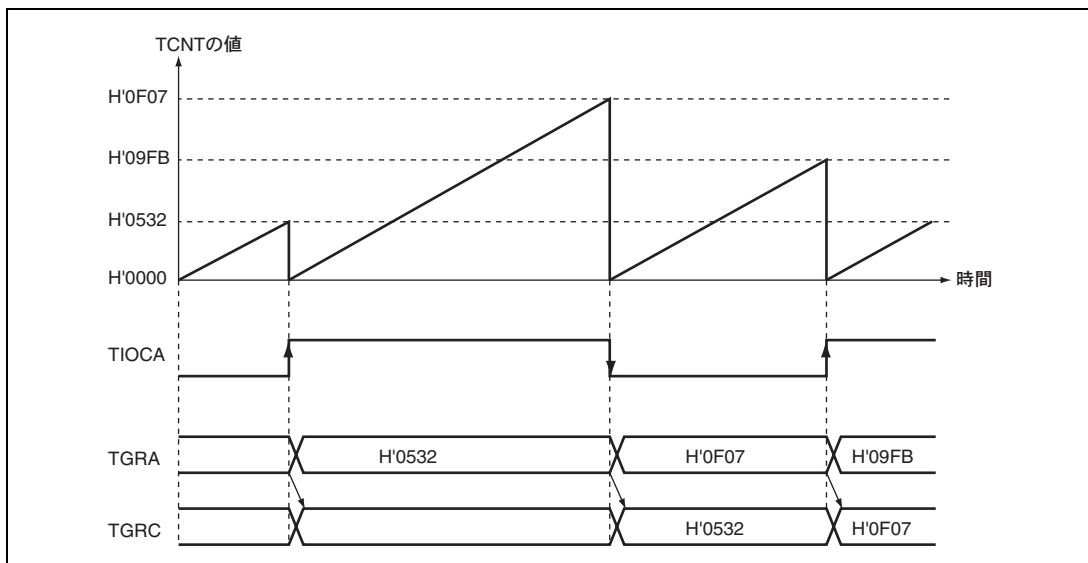 TCNTの値
H'0F07
H'09FB
H'0532
H'0000
時間
TIOCA
TGRA H'0532 H'0F07 H'09FB
TGRC H'0532 H'0F07